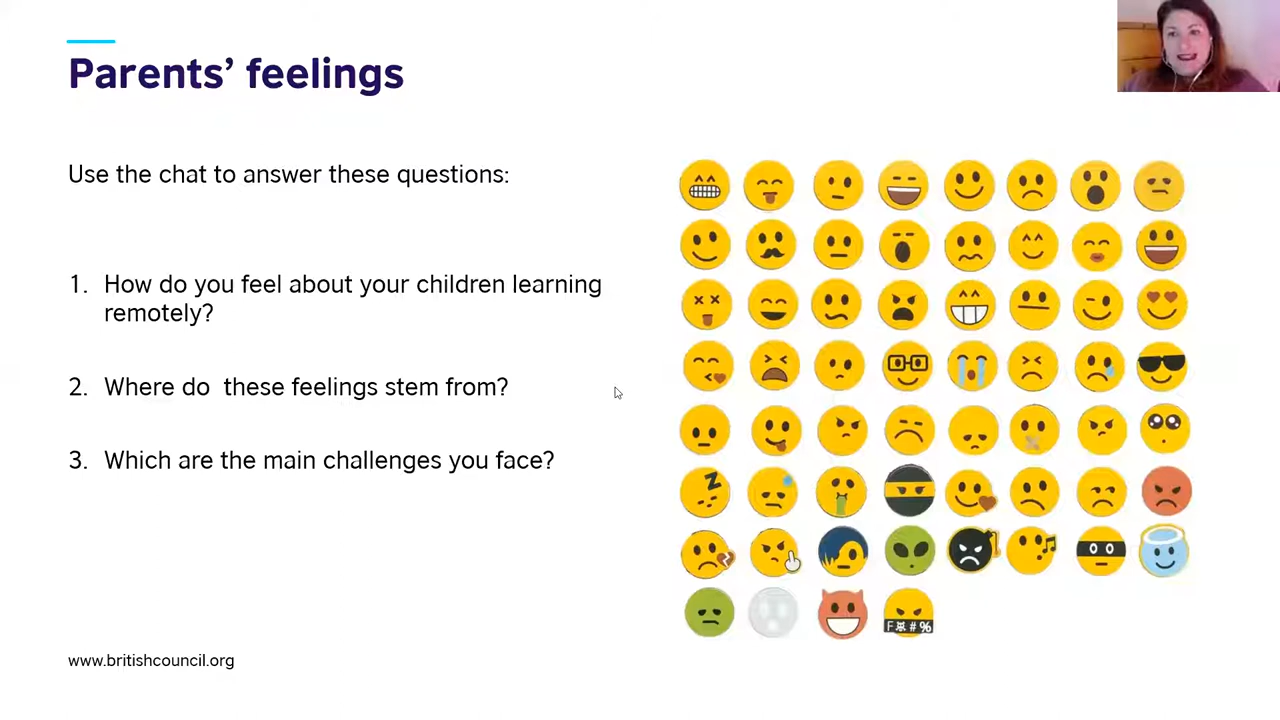 Parents’ feelings
Use the chat to answer these questions:
1. How do you feel about your children learning
remotely?
2. Where do  these feelings stem from?
3. Which are the main challenges you face?
Z
F☠#%
www.britishcouncil.org